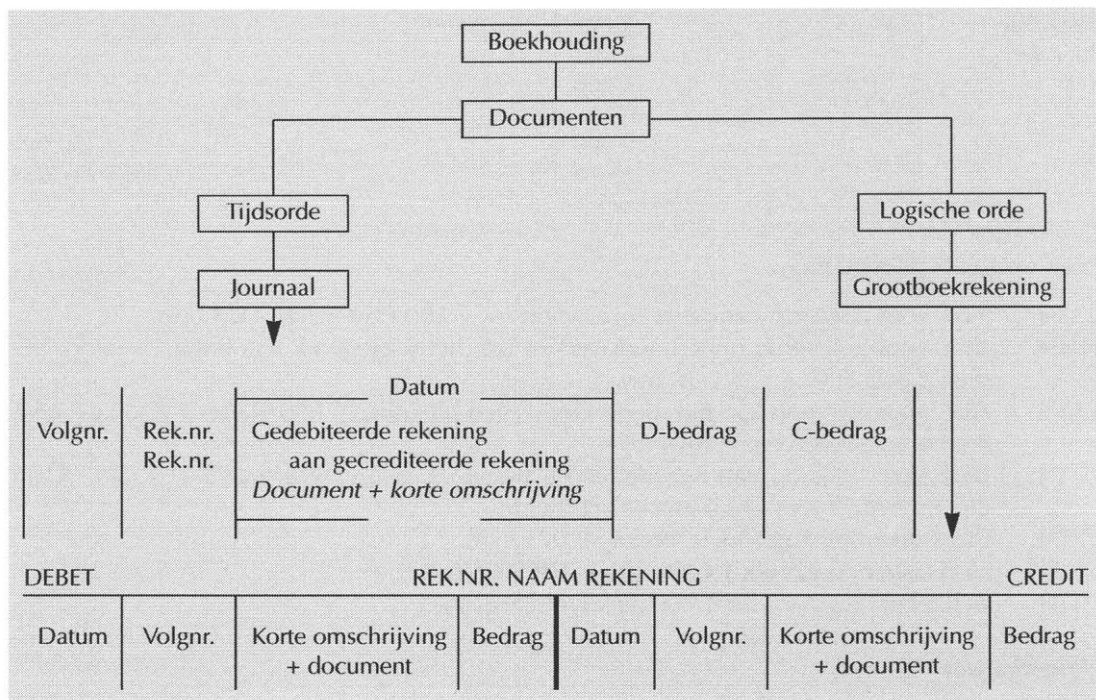 Boekhouding
Documenten
Tijdsorde
Logische orde
Journaal
Grootboekrekening
Datum
Volgnr. Rek.nr. Gedebiteerde rekening D-bedrag C-bedrag
Rek.nr. aan gecrediteerde rekening
Document + korte omschrijving
DEBET REK.NR. NAAM REKENING CREDIT
Datum Volgnr. Korte omschrijving Bedrag Datum Volgnr. Korte omschrijving Bedrag
+ document + document